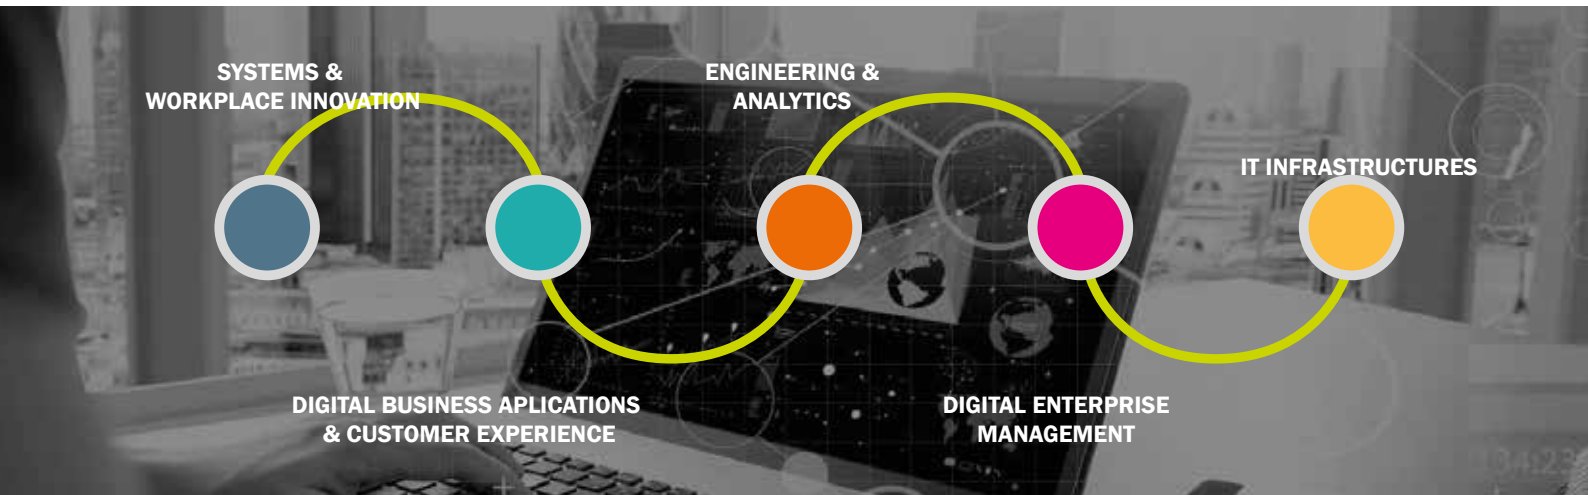 SYSTEMS &
WORKPLACE INNOVATION
ENGINEERING &
ANALYTICS
IT INFRASTRUCTURES
DIGITAL BUSINESS APLICATIONS
& CUSTOMER EXPERIENCE
DIGITAL ENTERPRISE
MANAGEMENT